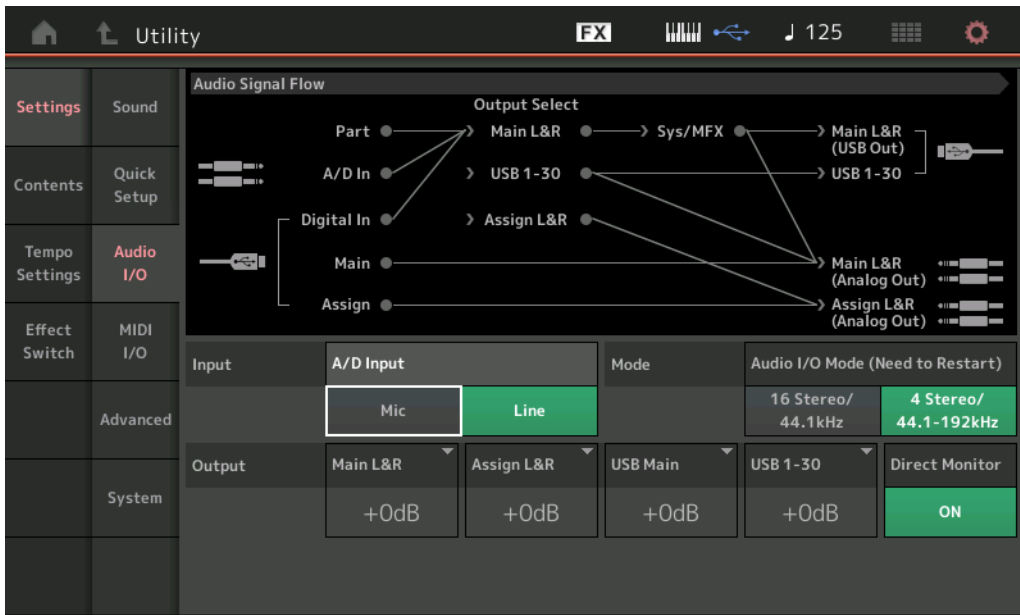 Utility
FX
125
Settings
Sound
Contents
Quick
Setup
Tempo
Settings
Audio
I/O
Effect
Switch
MIDI
I/O
Advanced
System
Audio Signal Flow
Output Select
Part
Main L&R
Sys/MFX
Main L&R
(USB Out)
A/D In
USB 1-30
USB 1-30
Digital In
Assign L&R
Main
Main L&R
(Analog Out)
Assign
Assign L&R
(Analog Out)
Input
A/D Input
Mode
Audio I/O Mode (Need to Restart)
Mic
Line
16 Stereo/
44.1kHz
4 Stereo/
44.1-192kHz
Output
Main L&R
Assign L&R
USB Main
USB 1-30
Direct Monitor
+0dB
+0dB
+0dB
+0dB
ON